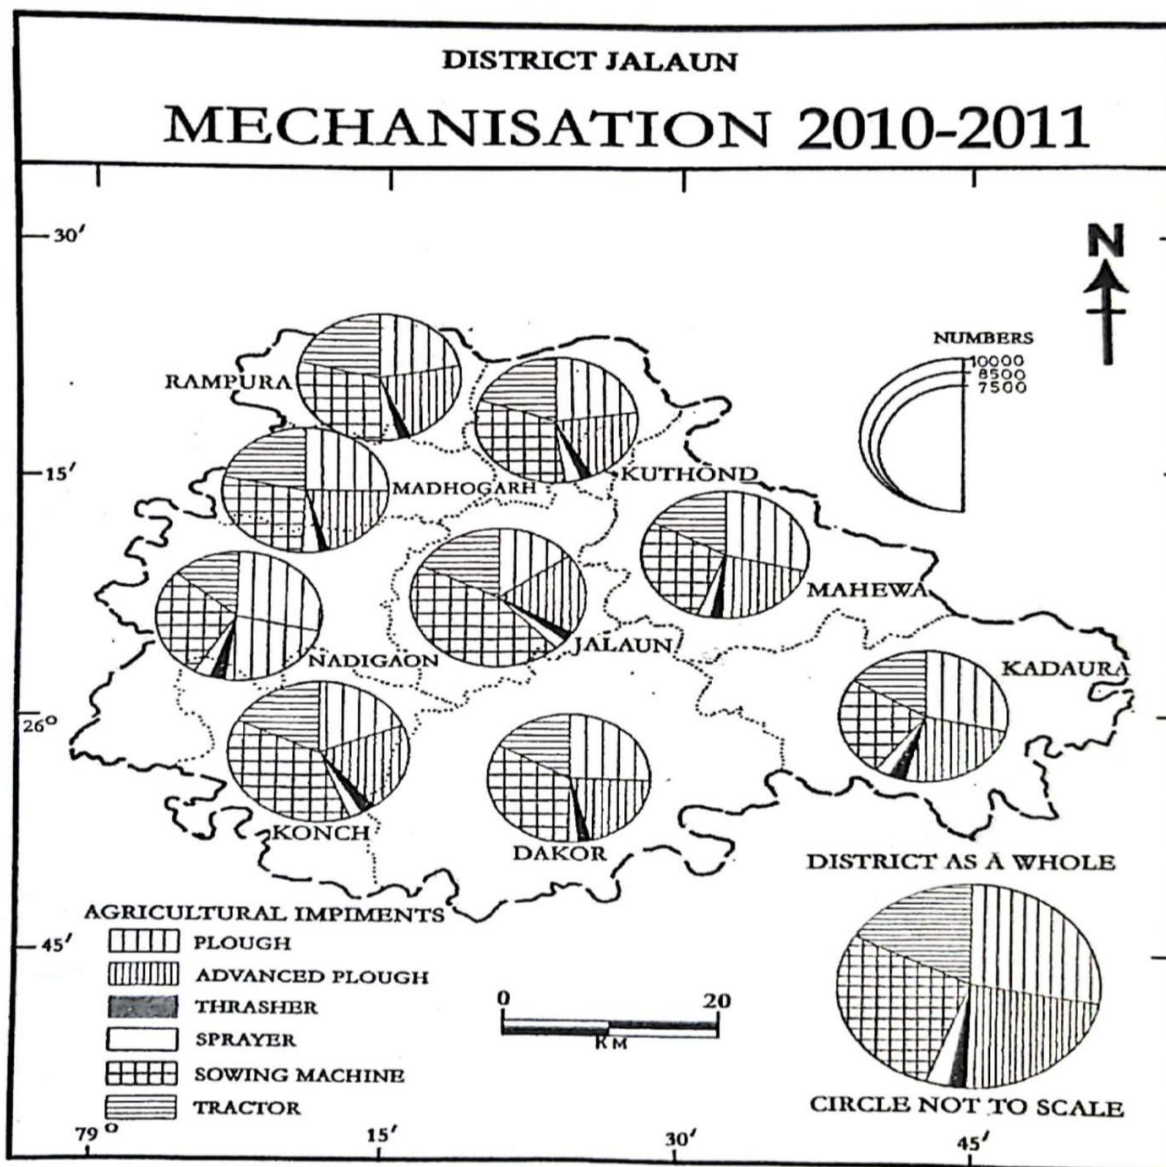 DISTRICT JALAUN
MECHANISATION 2010-2011
30′
N
NUMBERS
10000
8500
7500
RAMPURA
KUTHOND
15′
MADHOGARH
MAHEWA
JALAUN
NADIGAON
KADAURA
26°
KONCH
DAKOR
DISTRICT AS A WHOLE
AGRICULTURAL IMPIMENTS
45′
PLOUGH
ADVANCED PLOUGH
THRASHER
SPRAYER
SOWING MACHINE
TRACTOR
0 20
KM
CIRCLE NOT TO SCALE
79° 15′ 30′ 45′